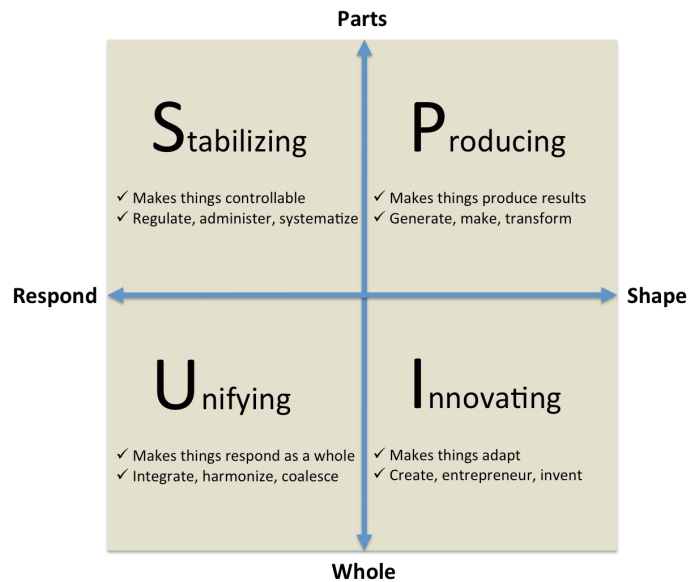 Parts
Stabilizing
✓ Makes things controllable
✓ Regulate, administer, systematize
Producing
✓ Makes things produce results
✓ Generate, make, transform
Respond
Shape
Unifying
✓ Makes things respond as a whole
✓ Integrate, harmonize, coalesce
Innovating
✓ Makes things adapt
✓ Create, entrepreneur, invent
Whole